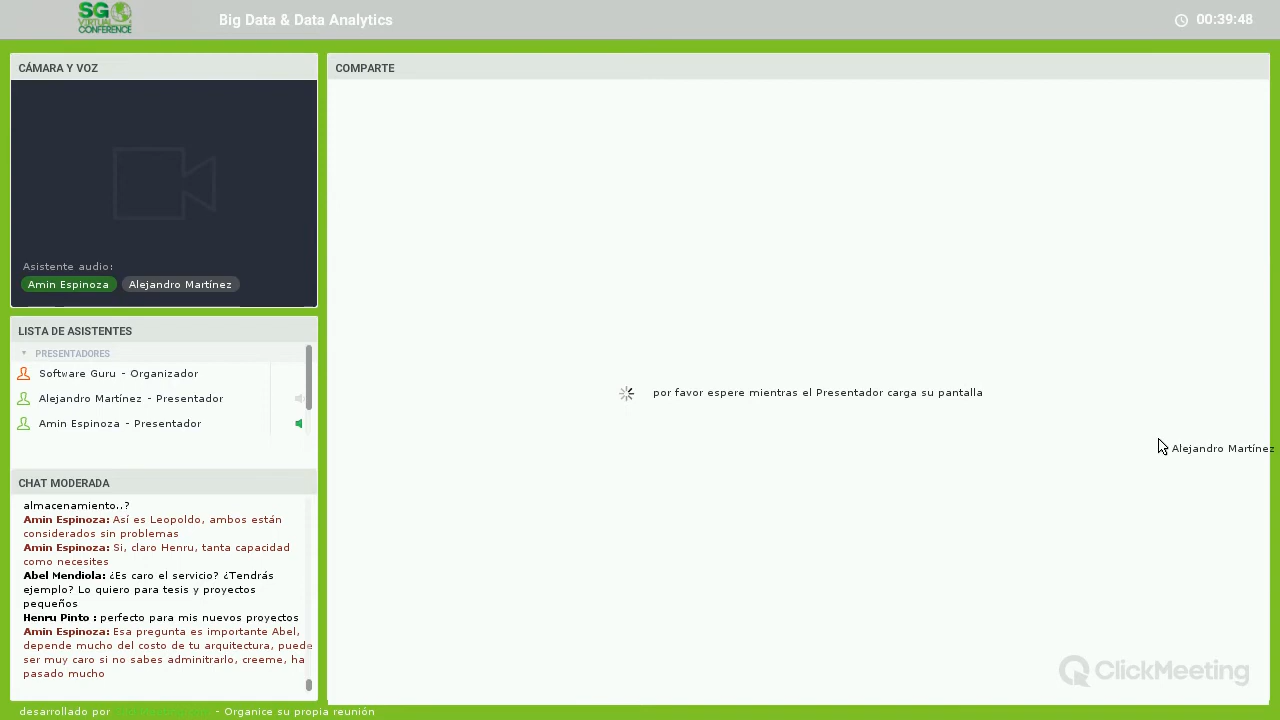 SG
VIRTUAL
CONFERENCE
Big Data & Data Analytics
00:39:48
CÁMARA Y VOZ
Asistente audio:
Amin Espinoza
Alejandro Martínez
LISTA DE ASISTENTES
PRESENTADORES
Software Guru - Organizador
Alejandro Martínez - Presentador
Amin Espinoza - Presentador
CHAT MODERADA
almacenamiento..?
Amin Espinoza: Así es Leopoldo, ambos están
considerados sin problemas
Amin Espinoza: Si, claro Henru, tanta capacidad
como necesites
Abel Mendiola: ¿Es caro el servicio? ¿Tendrás
ejemplo? Lo quiero para tesis y proyectos
pequeños
Henru Pinto : perfecto para mis nuevos proyectos
Amin Espinoza: Esa pregunta es importante Abel,
depende mucho del costo de tu arquitectura, puede
ser muy caro si no sabes adminitrarlo, creeme, ha
pasado mucho
COMPARTE
por favor espere mientras el Presentador carga su pantalla
Alejandro Martínez
ClickMeeting
desarrollado por
- Organice su propia reunión